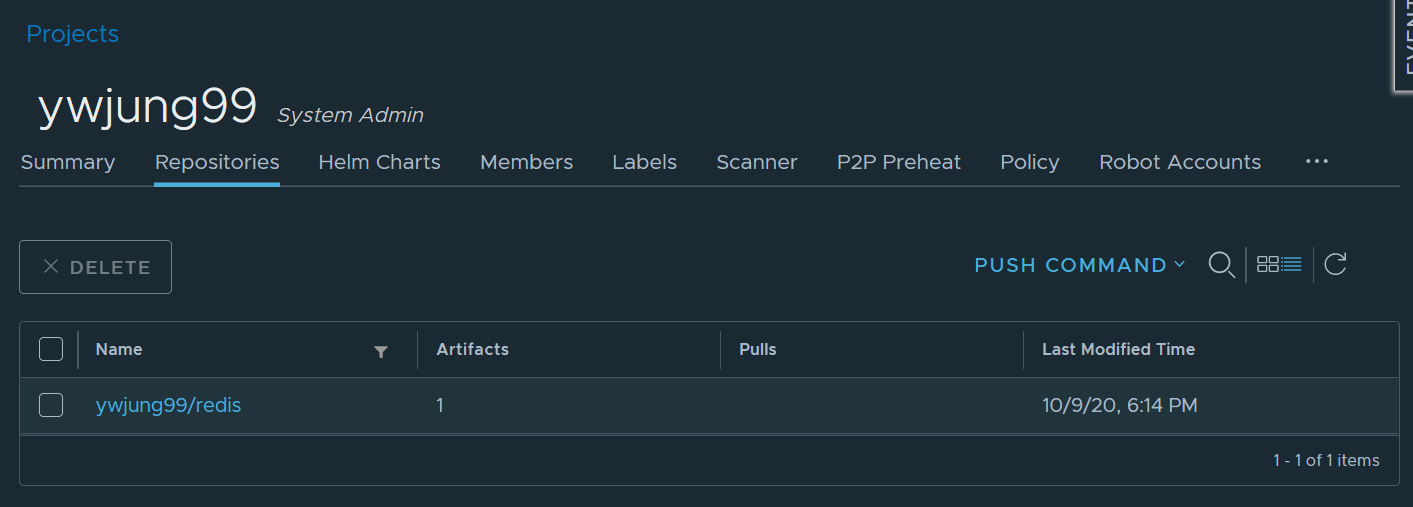 Projects
ywjung99 System Admin
Summary Repositories Helm Charts Members Labels Scanner P2P Preheat Policy Robot Accounts ...
DELETE PUSH COMMAND
Name Artifacts Pulls Last Modified Time
ywjung99/redis 1 10/9/20, 6:14 PM
1 - 1 of 1 items